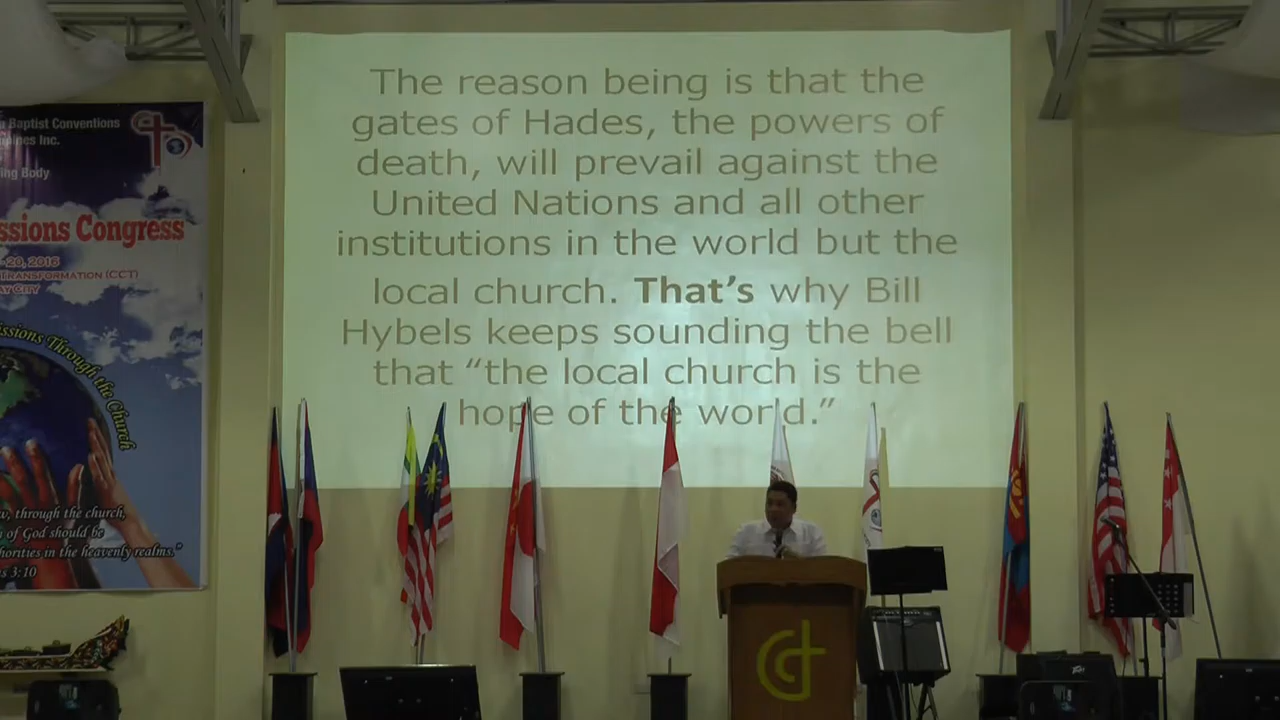 The reason being is that the
gates of Hades, the powers of
death, will prevail against the
United Nations and all other
institutions in the world but the
local church. That's why Bill
Hybels keeps sounding the bell
that “the local church is the
hope of the world.”
Baptist Conventions
Inc.
Body
Congress
20, 2016
TRANSFORMATION (CCT)
CITY
Through the Church
through the church,
of God should be
in the heavenly realms."
3:10